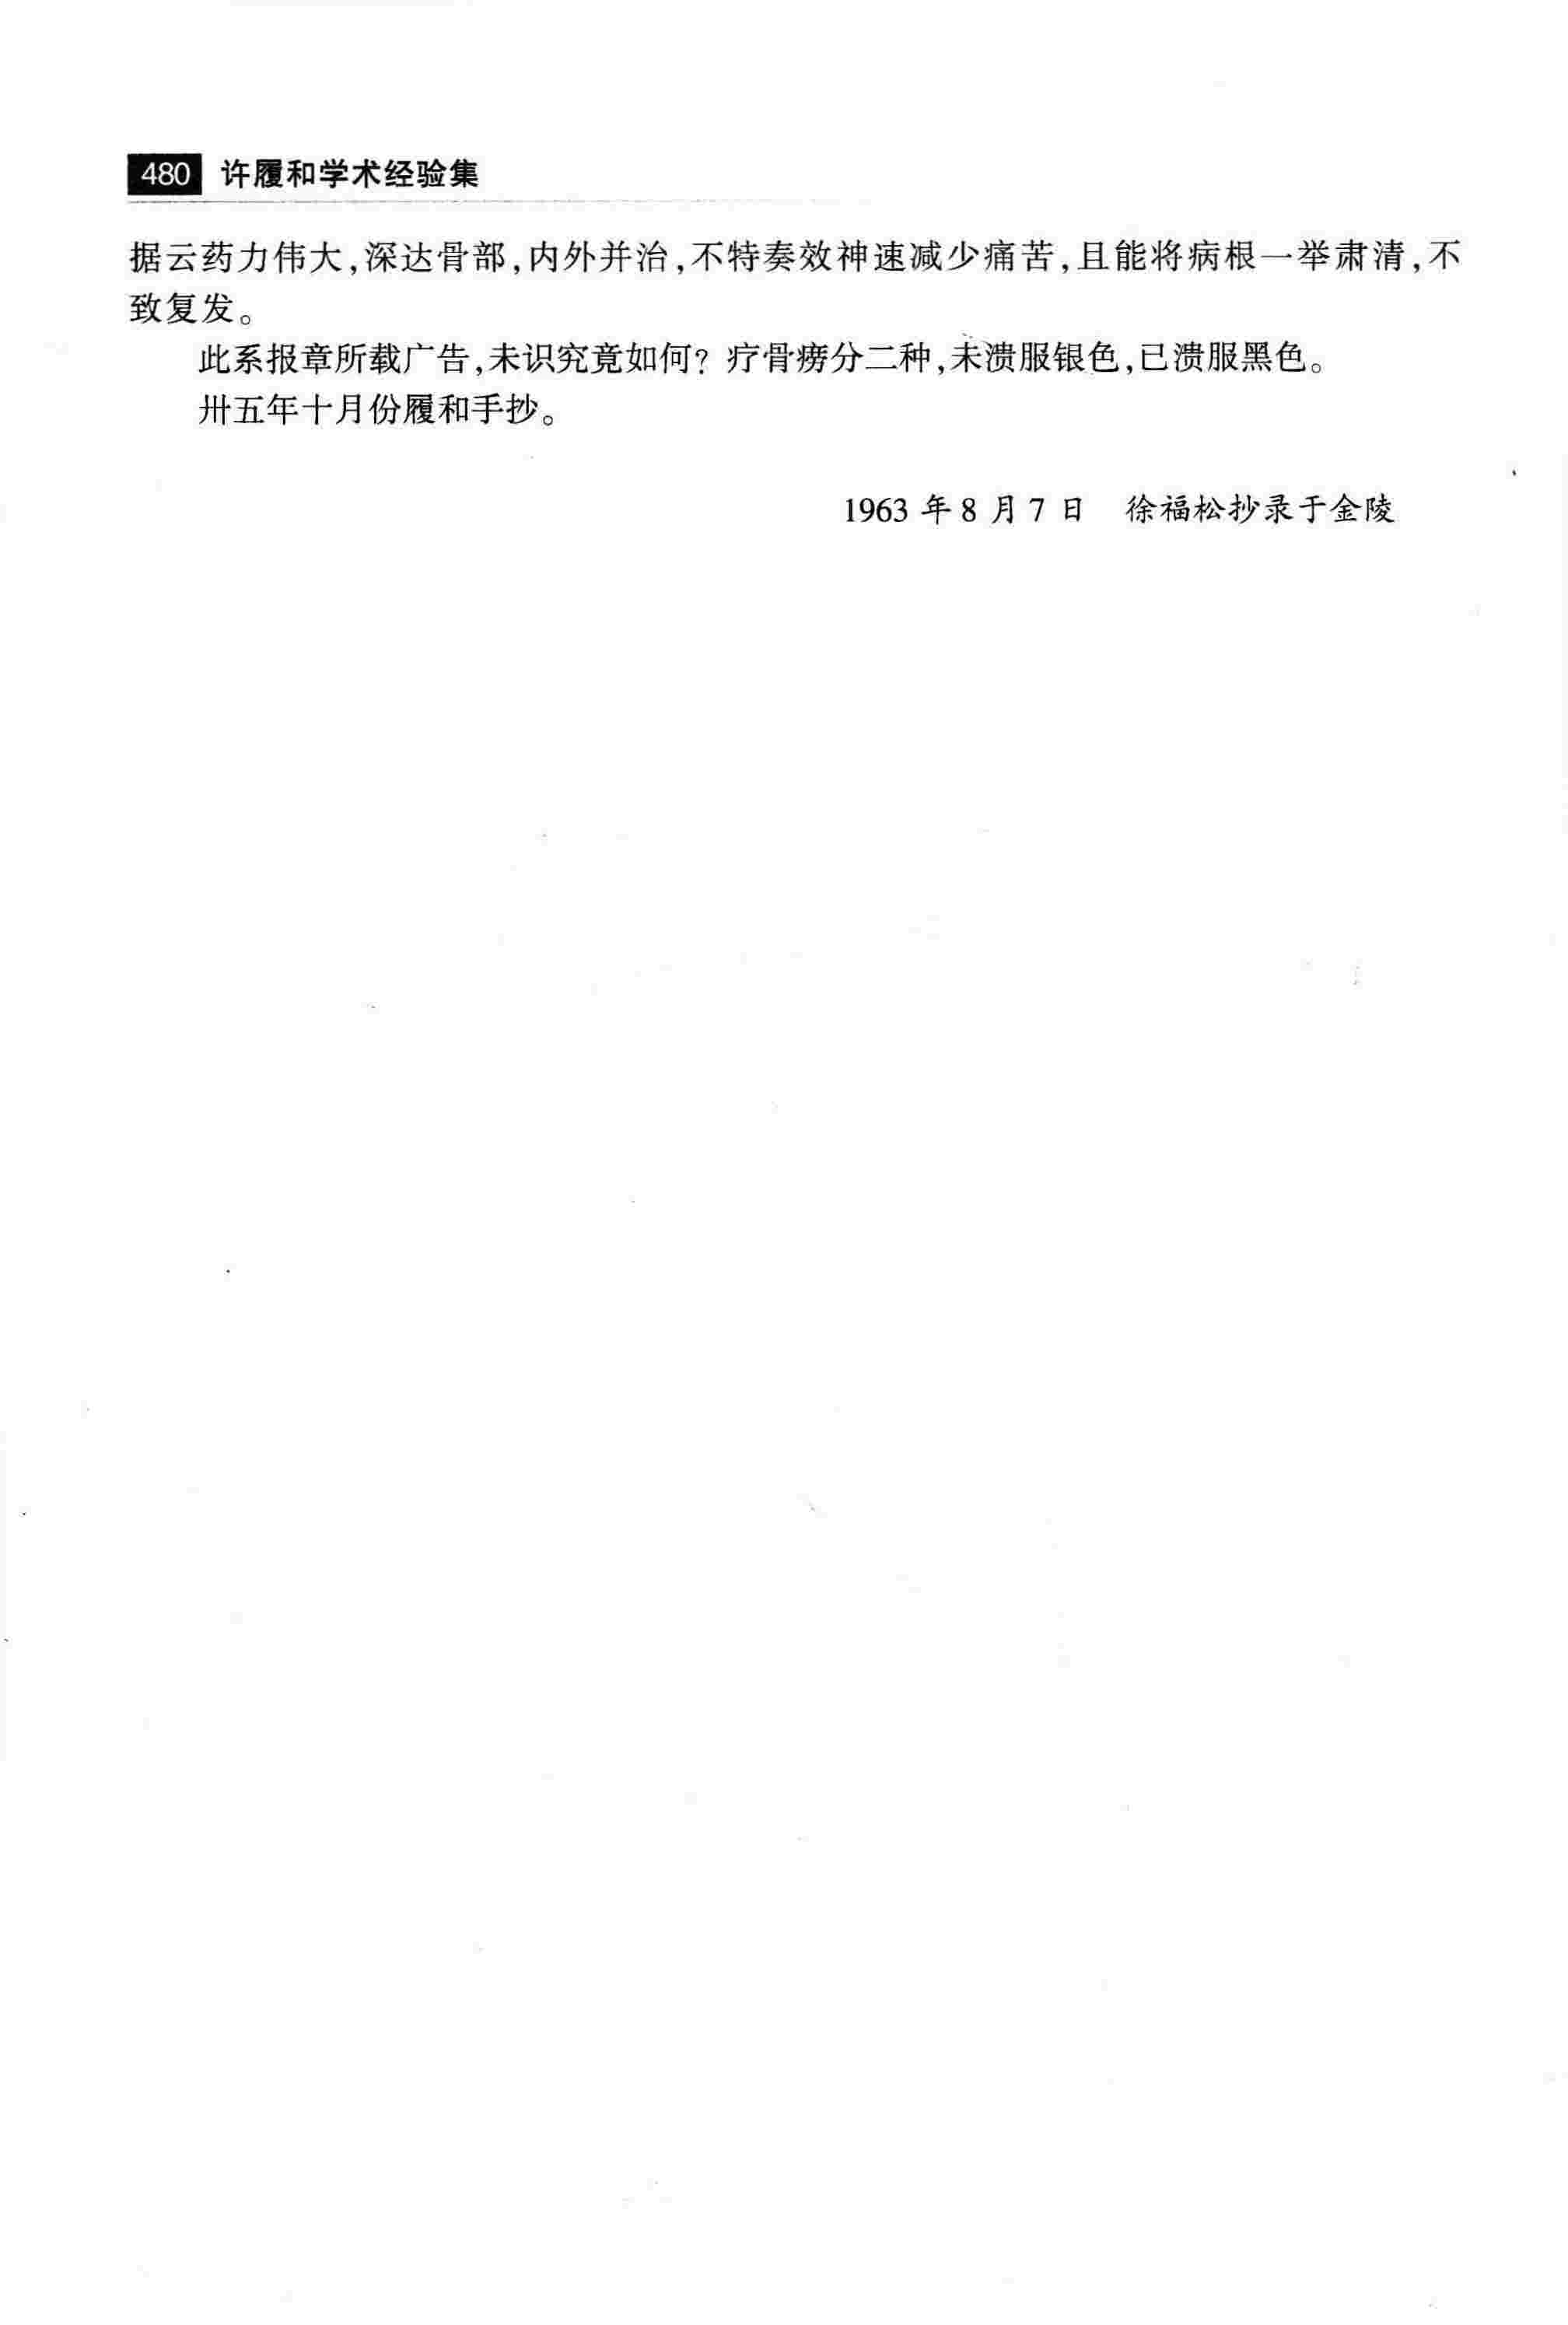 480 许履和学术经验集
据云药力伟大,深达骨部,内外并治,不特奏效神速减少痛苦,且能将病根一举肃清,不
致复发。
此系报章所载广告,未识究竟如何?疗骨痨分二种,未溃服银色,已溃服黑色。
卅五年十月份履和手抄。
1963 年 8 月 7 日 徐福松抄录于金陵